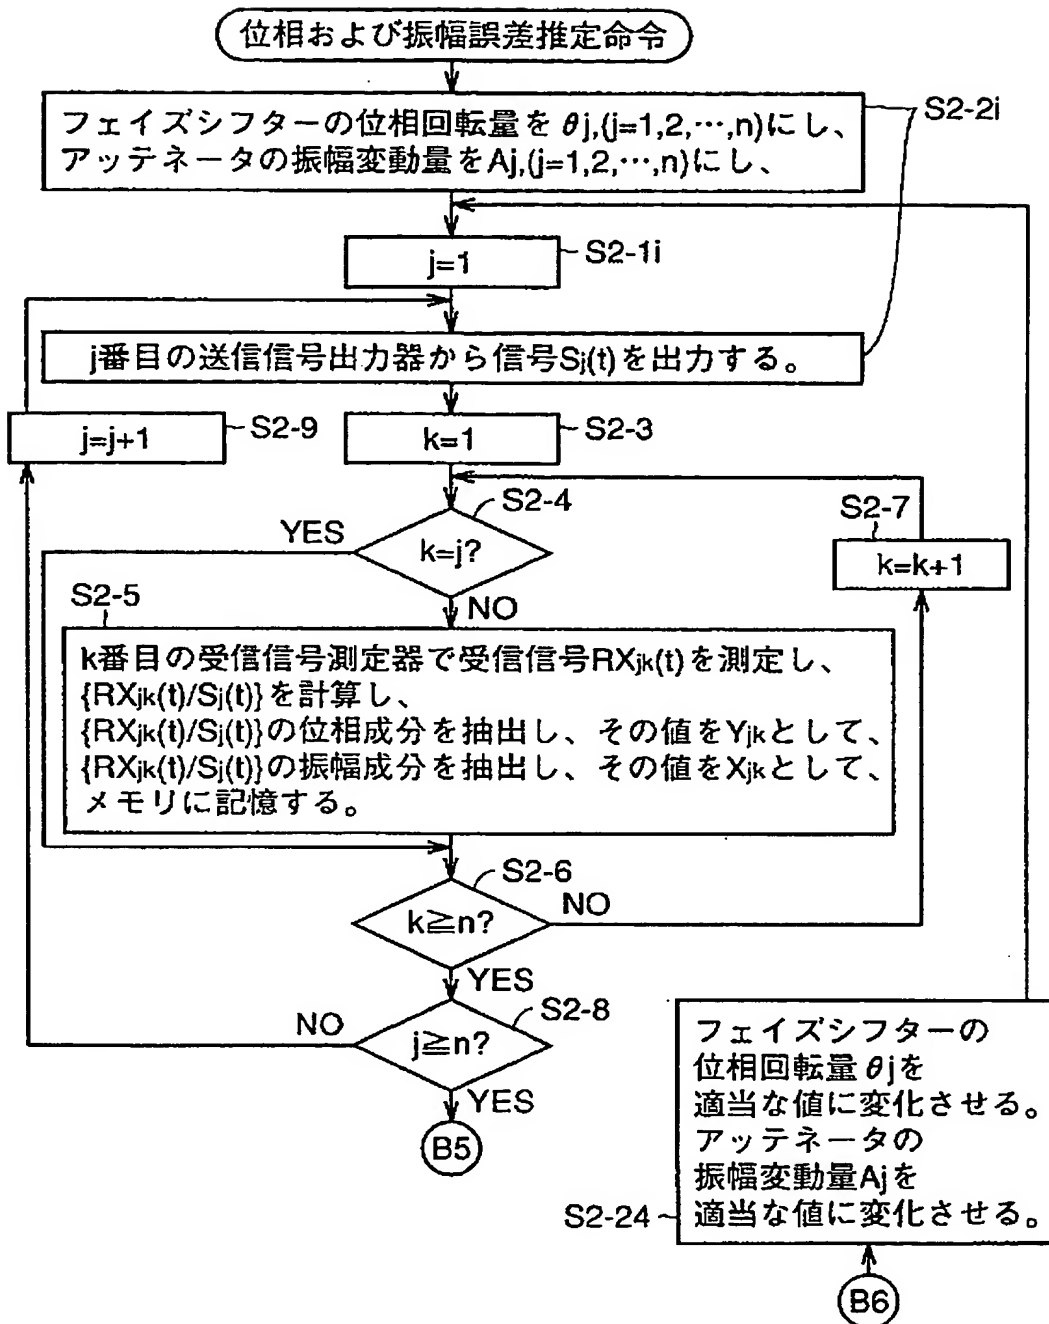 位相および振幅誤差推定命令
フェイズシフターの位相回転量を θj,(j=1,2,…,n)にし、
アッテネータの振幅変動量をAj,(j=1,2,…,n)にし、
S2-2i
j=1
S2-1i
j番目の送信信号出力器から信号Sj(t)を出力する。
j=j+1
S2-9
k=1
S2-3
S2-4
YES
k=j?
NO
S2-7
k=k+1
S2-5
k番目の受信信号測定器で受信信号RXjk(t)を測定し、
{RXjk(t)/Sj(t)}を計算し、
{RXjk(t)/Sj(t)}の位相成分を抽出し、その値をYjkとして、
{RXjk(t)/Sj(t)}の振幅成分を抽出し、その値をXjkとして、
メモリに記憶する。
S2-6
k≧n?
NO
YES
S2-8
NO
j≧n?
YES
B5
フェイズシフターの
位相回転量 θjを
適当な値に変化させる。
アッテネータの
振幅変動量Ajを
適当な値に変化させる。
S2-24
B6